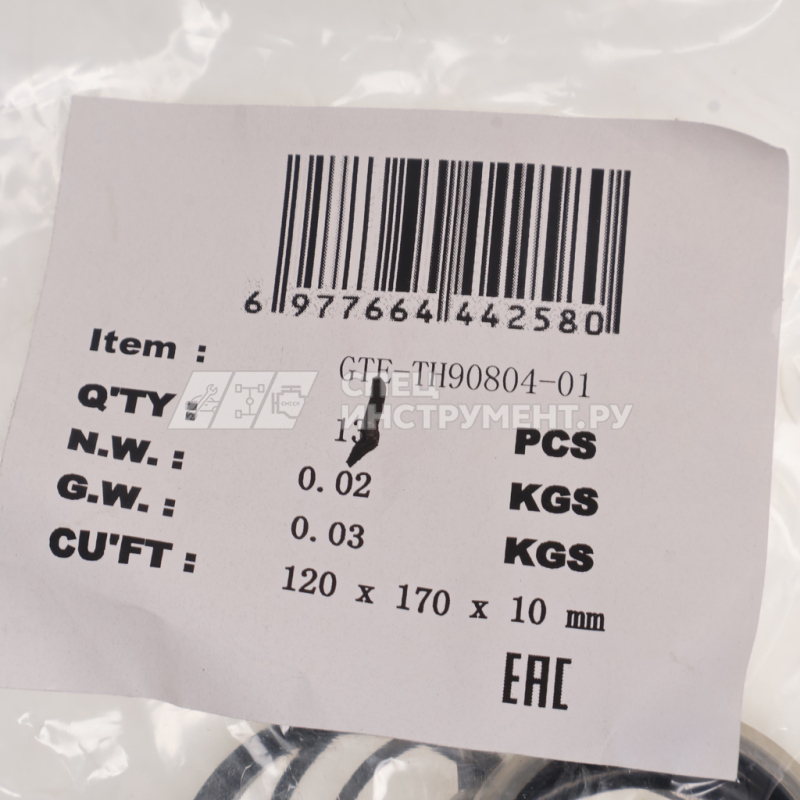 6 977664 442580
Item : GTE-TH90804-01
Q'TY : PCS
N.W. : 0.02 KGS
G.W. : 0.03 KGS
CU'FT : 120 x 170 x 10 mm
EAC
СПЕЦ
ИНСТРУМЕНТ.РУ
CHECK